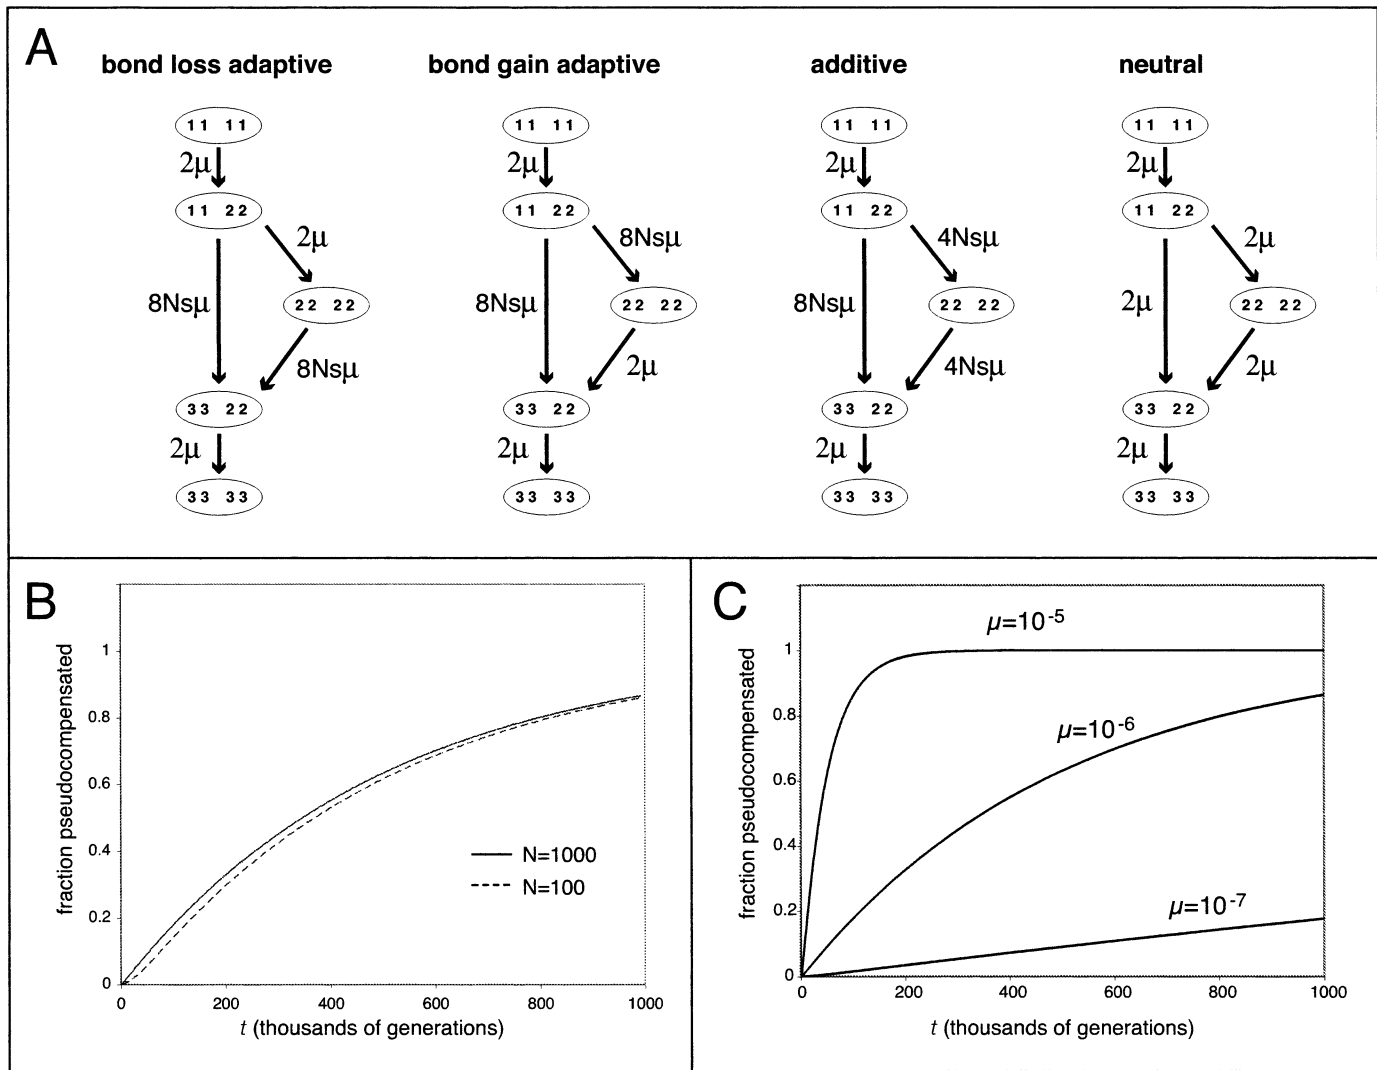 A
bond loss adaptive
11 11
2μ
11 22
2μ
8Nsμ
22 22
8Nsμ
33 22
2μ
33 33
bond gain adaptive
11 11
2μ
11 22
8Nsμ
8Nsμ
22 22
2μ
33 22
2μ
33 33
additive
11 11
2μ
11 22
4Nsμ
8Nsμ
22 22
4Nsμ
33 22
2μ
33 33
neutral
11 11
2μ
11 22
2μ
2μ
22 22
2μ
33 22
2μ
33 33
B
fraction pseudocompensated
1
0.8
0.6
0.4
0.2
0
N=1000
N=100
0 200 400 600 800 1000
t (thousands of generations)
C
fraction pseudocompensated
1
0.8
0.6
0.4
0.2
0
μ=10-5
μ=10-6
μ=10-7
0 200 400 600 800 1000
t (thousands of generations)